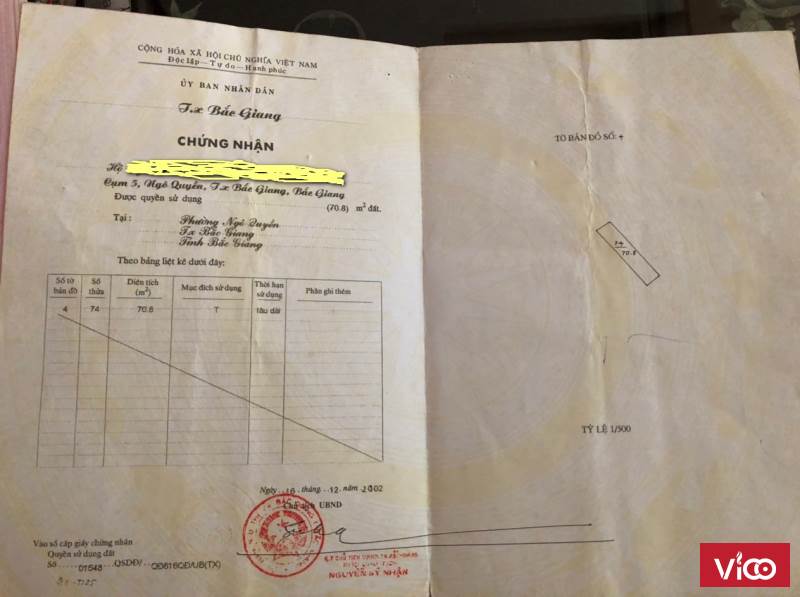 CỘNG HÒA XÃ HỘI CHỦ NGHĨA VIỆT NAM
Độc lập—Tự do—Hạnh phúc
ỦY BAN NHÂN DÂN
T.x Bắc Giang
CHỨNG NHẬN
Hộ
Cụm 5, Ngô Quyền, T.x Bắc Giang, Bắc Giang
Được quyền sử dụng (70.8) m² đất.
Tại : Phường Ngô Quyền
Tx Bắc Giang
Tỉnh Bắc Giang
Theo bảng liệt kê dưới đây:
Số tờ bản đồ Số thửa Diện tích (m²) Mục đích sử dụng Thời hạn sử dụng Phần ghi thêm
4 74 70.8 T lâu dài
Ngày 16 tháng 12 năm 2002
Chủ tịch UBND
NGUYỄN SỸ NHẬN
Vào sổ cấp giấy chứng nhận
Quyền sử dụng đất
Số 01548 QSDĐ/ QĐ816QĐ/UB(TX)
TỜ BẢN ĐỒ SỐ: 4
74
70.8
TỶ LỆ 1/500
Vioo